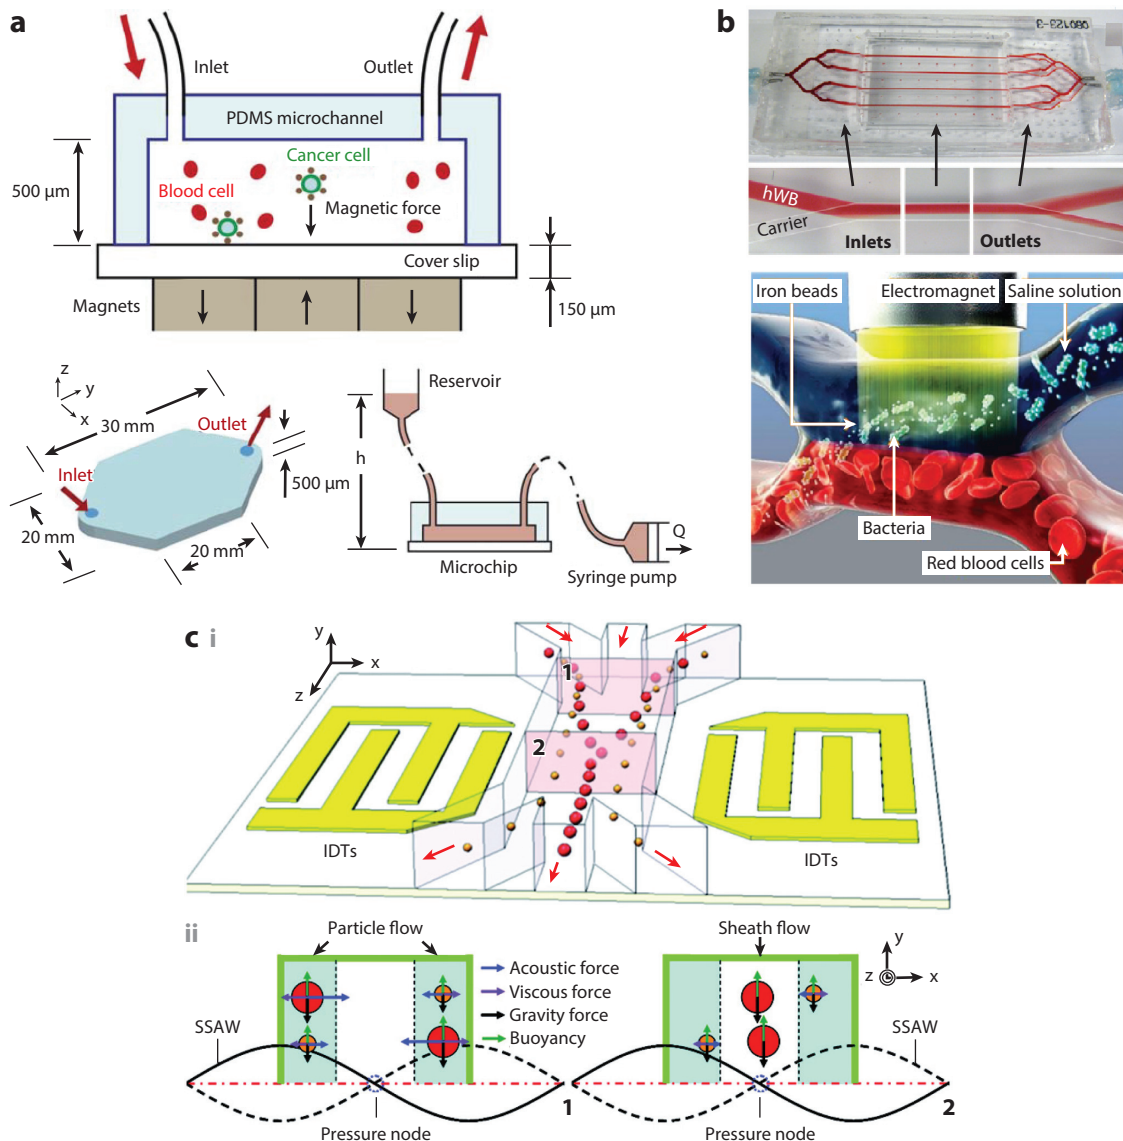 a
Inlet
Outlet
PDMS microchannel
Cancer cell
500 µm
Blood cell
Magnetic force
Cover slip
Magnets
150 µm
z
y
x
30 mm
Outlet
Inlet
500 µm
20 mm
20 mm
Reservoir
h
Q
Microchip
Syringe pump
b
080123-3
hWB
Carrier
Inlets
Outlets
Iron beads
Electromagnet
Saline solution
Bacteria
Red blood cells
c i
y
x
z
1
2
IDTs
IDTs
ii
Particle flow
Sheath flow
y
z
x
Acoustic force
Viscous force
Gravity force
Buoyancy
SSAW
SSAW
1
2
Pressure node
Pressure node